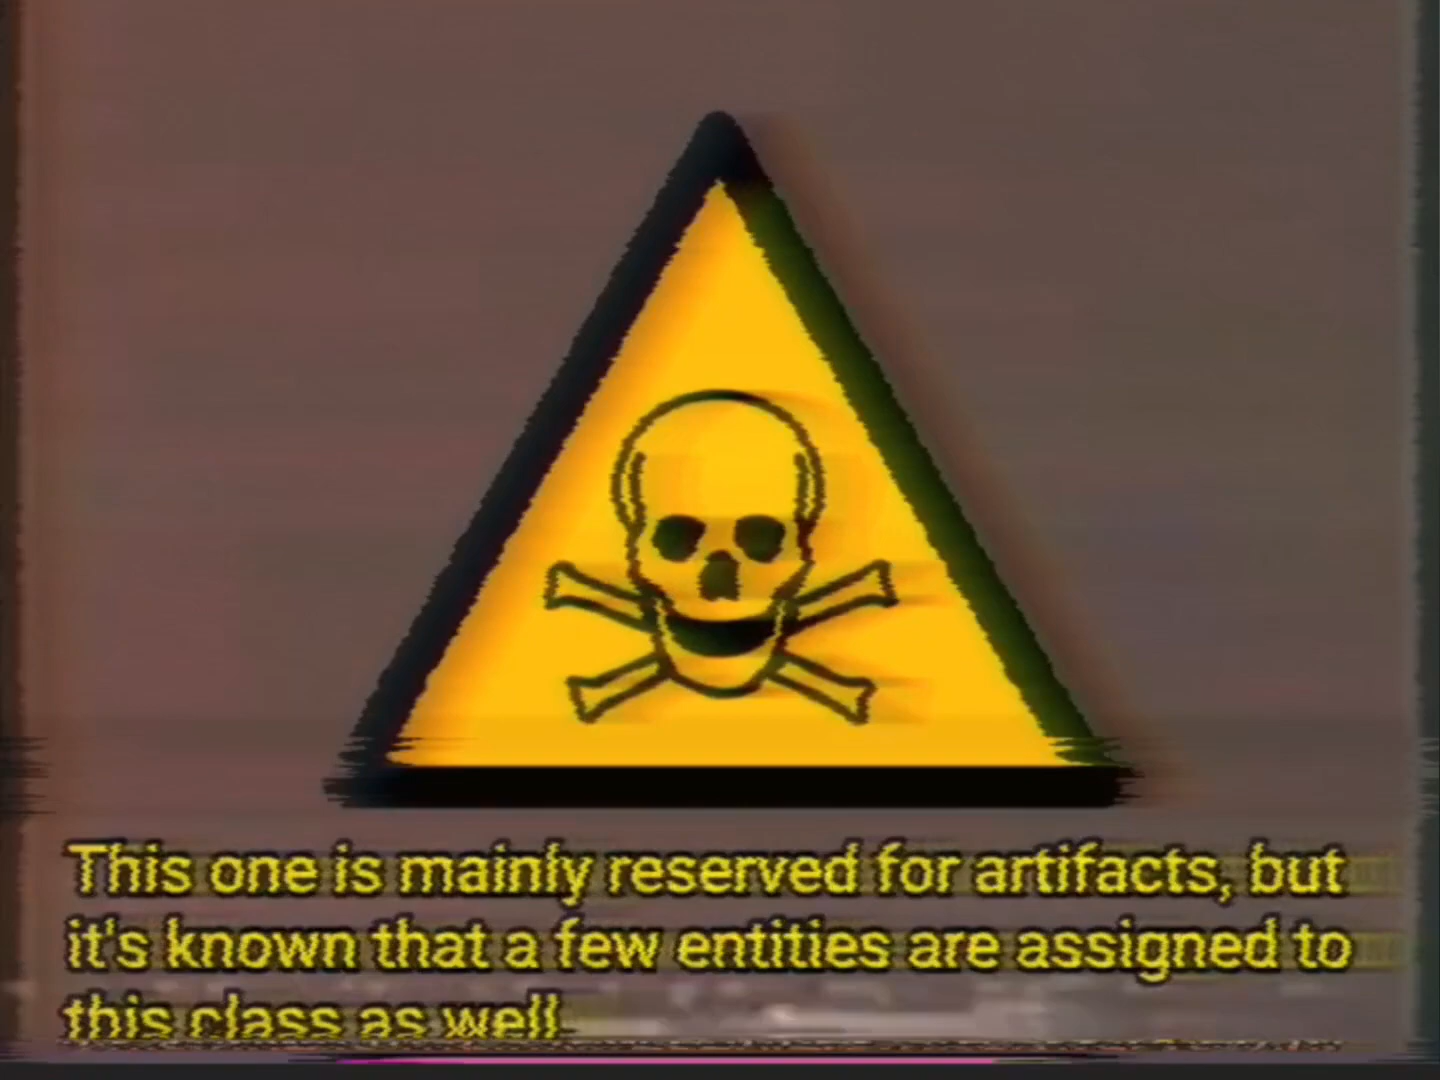 This one is mainly reserved for artifacts, but
it's known that a few entities are assigned to
this class as well